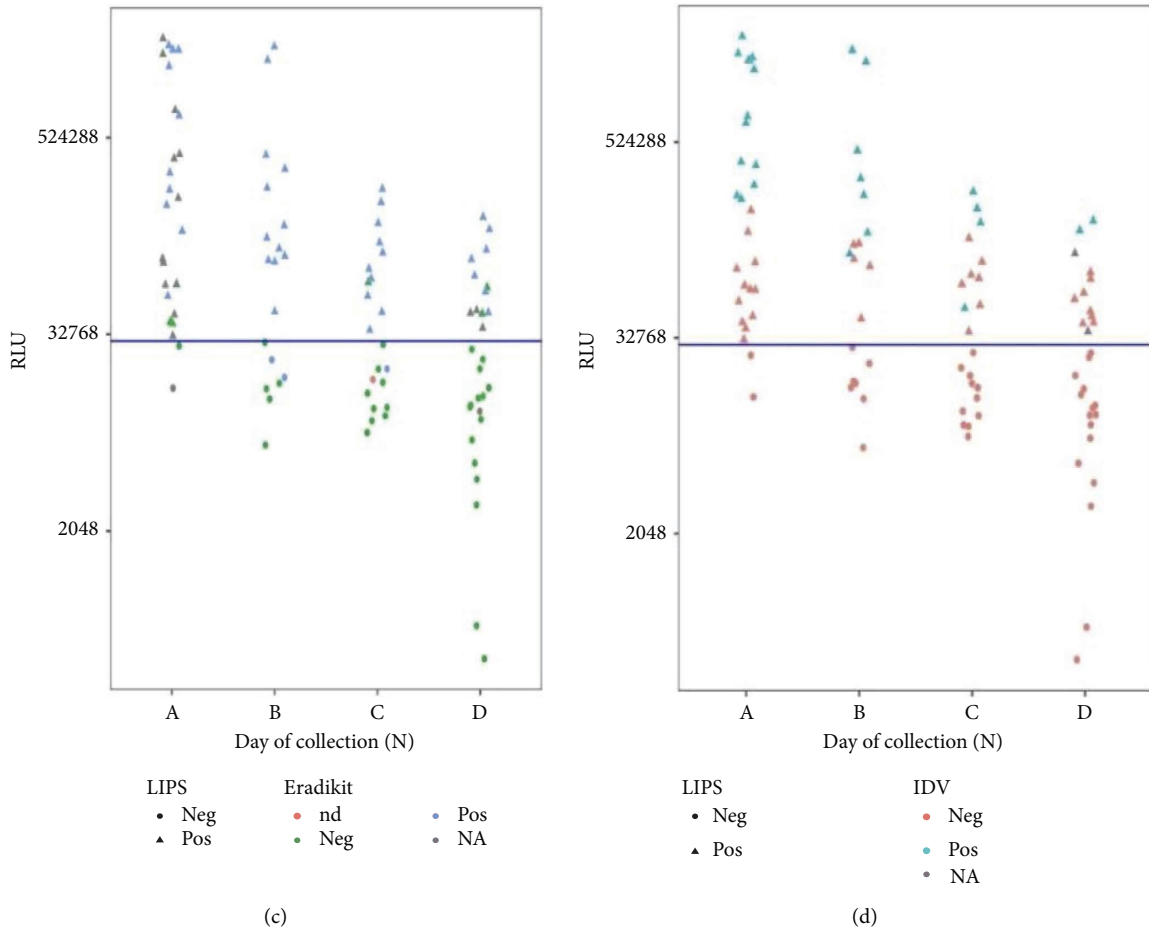 524288
32768
2048
RLU
A B C D
Day of collection (N)
LIPS
Neg
Pos
Eradikit
nd
Neg
Pos
NA
(c)
524288
32768
2048
RLU
A B C D
Day of collection (N)
LIPS
Neg
Pos
IDV
Neg
Pos
NA
(d)